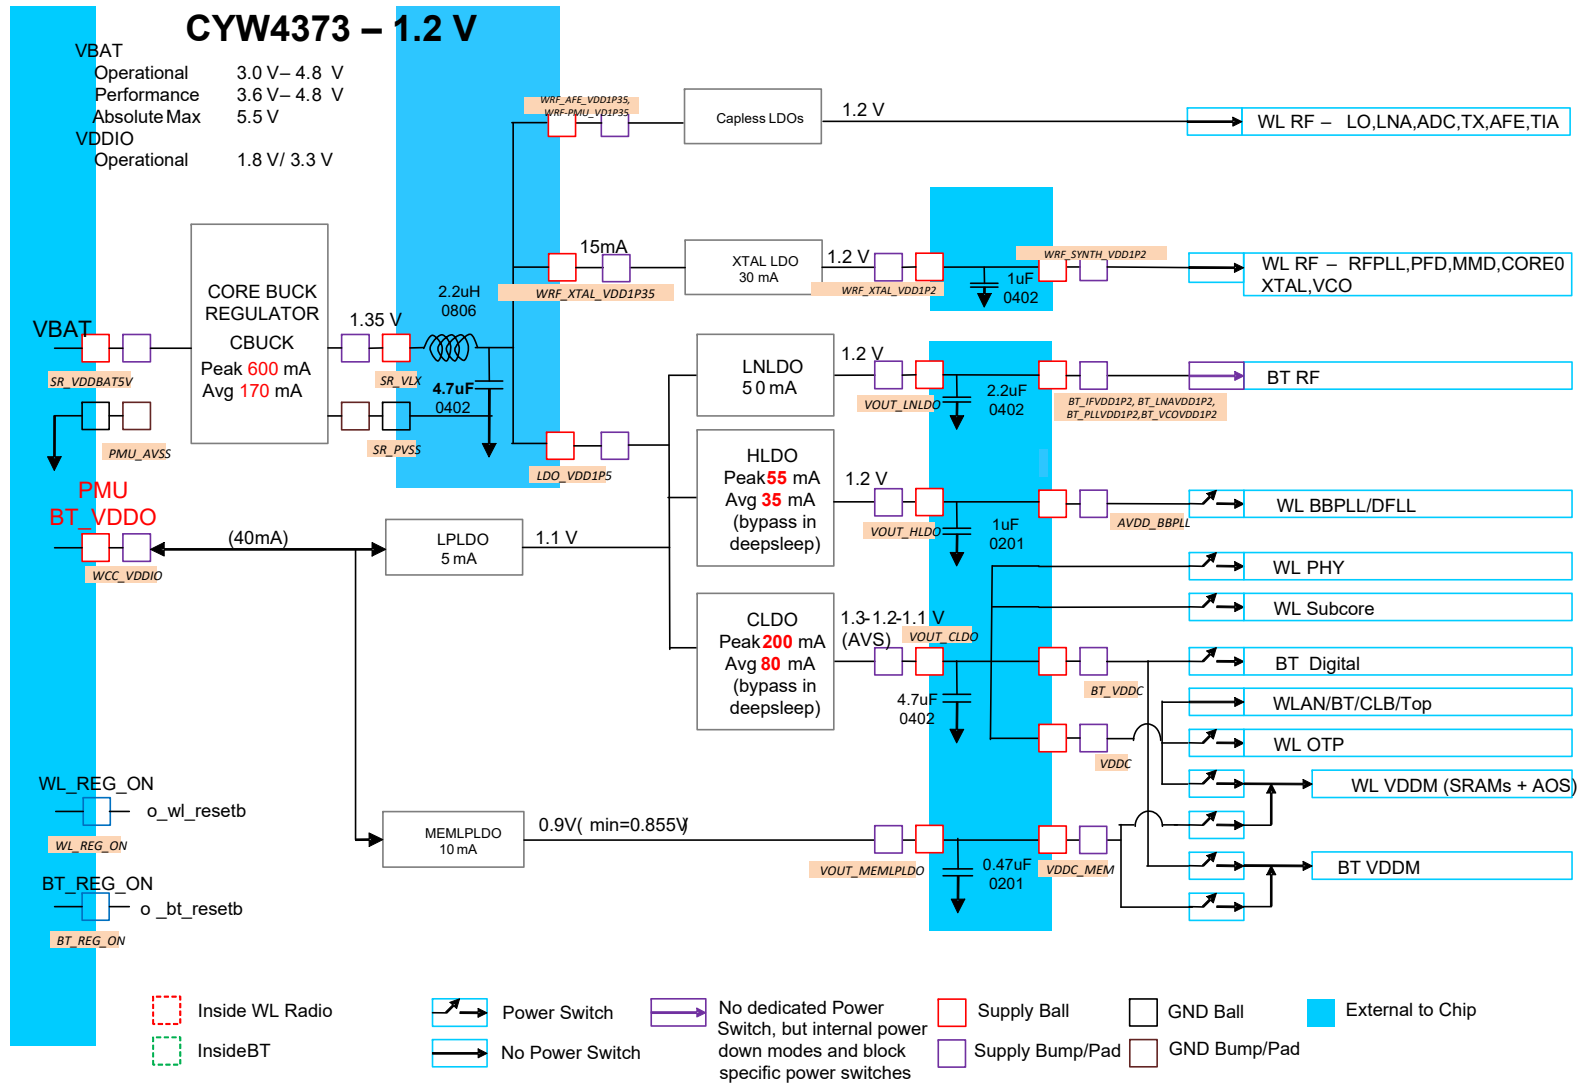 CYW4373 – 1.2 V
VBAT
Operational 3.0 V– 4.8 V
Performance 3.6 V– 4.8 V
Absolute Max 5.5 V
VDDIO
Operational 1.8 V/ 3.3 V
WRF_AFE_VDD1P35,
WRF-PMU_VD1P35
Capless LDOs
1.2 V
WL RF – LO,LNA,ADC,TX,AFE,TIA
15mA
WRF_XTAL_VDD1P35
XTAL LDO
30 mA
1.2 V
WRF_XTAL_VDD1P2
1uF
0402
WRF_SYNTH_VDD1P2
WL RF – RFPLL,PFD,MMD,CORE0
XTAL,VCO
VBAT
SR_VDDBAT5V
PMU_AVSS
CORE BUCK
REGULATOR
CBUCK
Peak 600 mA
Avg 170 mA
1.35 V
SR_VLX
SR_PVSS
2.2uH
0806
4.7uF
0402
LDO_VDD1P5
LNLDO
50 mA
1.2 V
VOUT_LNLDO
2.2uF
0402
BT_IFVDD1P2, BT_LNAVDD1P2,
BT_PLLVDD1P2,BT_VCOVDD1P2
BT RF
HLDO
Peak 55 mA
Avg 35 mA
(bypass in
deepsleep)
1.2 V
VOUT_HLDO
1uF
0201
AVDD_BBPLL
WL BBPLL/DFLL
PMU
BT_VDDO
WCC_VDDIO
(40mA)
LPLDO
5 mA
1.1 V
WL PHY
WL Subcore
CLDO
Peak 200 mA
Avg 80 mA
(bypass in
deepsleep)
1.3-1.2-1.1 V
(AVS)
VOUT_CLDO
4.7uF
0402
BT_VDDC
BT Digital
WLAN/BT/CLB/Top
VDDC
WL OTP
WL VDDM (SRAMs + AOS)
WL_REG_ON
o_wl_resetb
WL_REG_ON
MEMLPLDO
10 mA
0.9V( min=0.855V)
VOUT_MEMLPLDO
0.47uF
0201
VDDC_MEM
BT VDDM
BT_REG_ON
o _bt_resetb
BT_REG_ON
Inside WL Radio
InsideBT
Power Switch
No Power Switch
No dedicated Power
Switch, but internal power
down modes and block
specific power switches
Supply Ball
Supply Bump/Pad
GND Ball
GND Bump/Pad
External to Chip